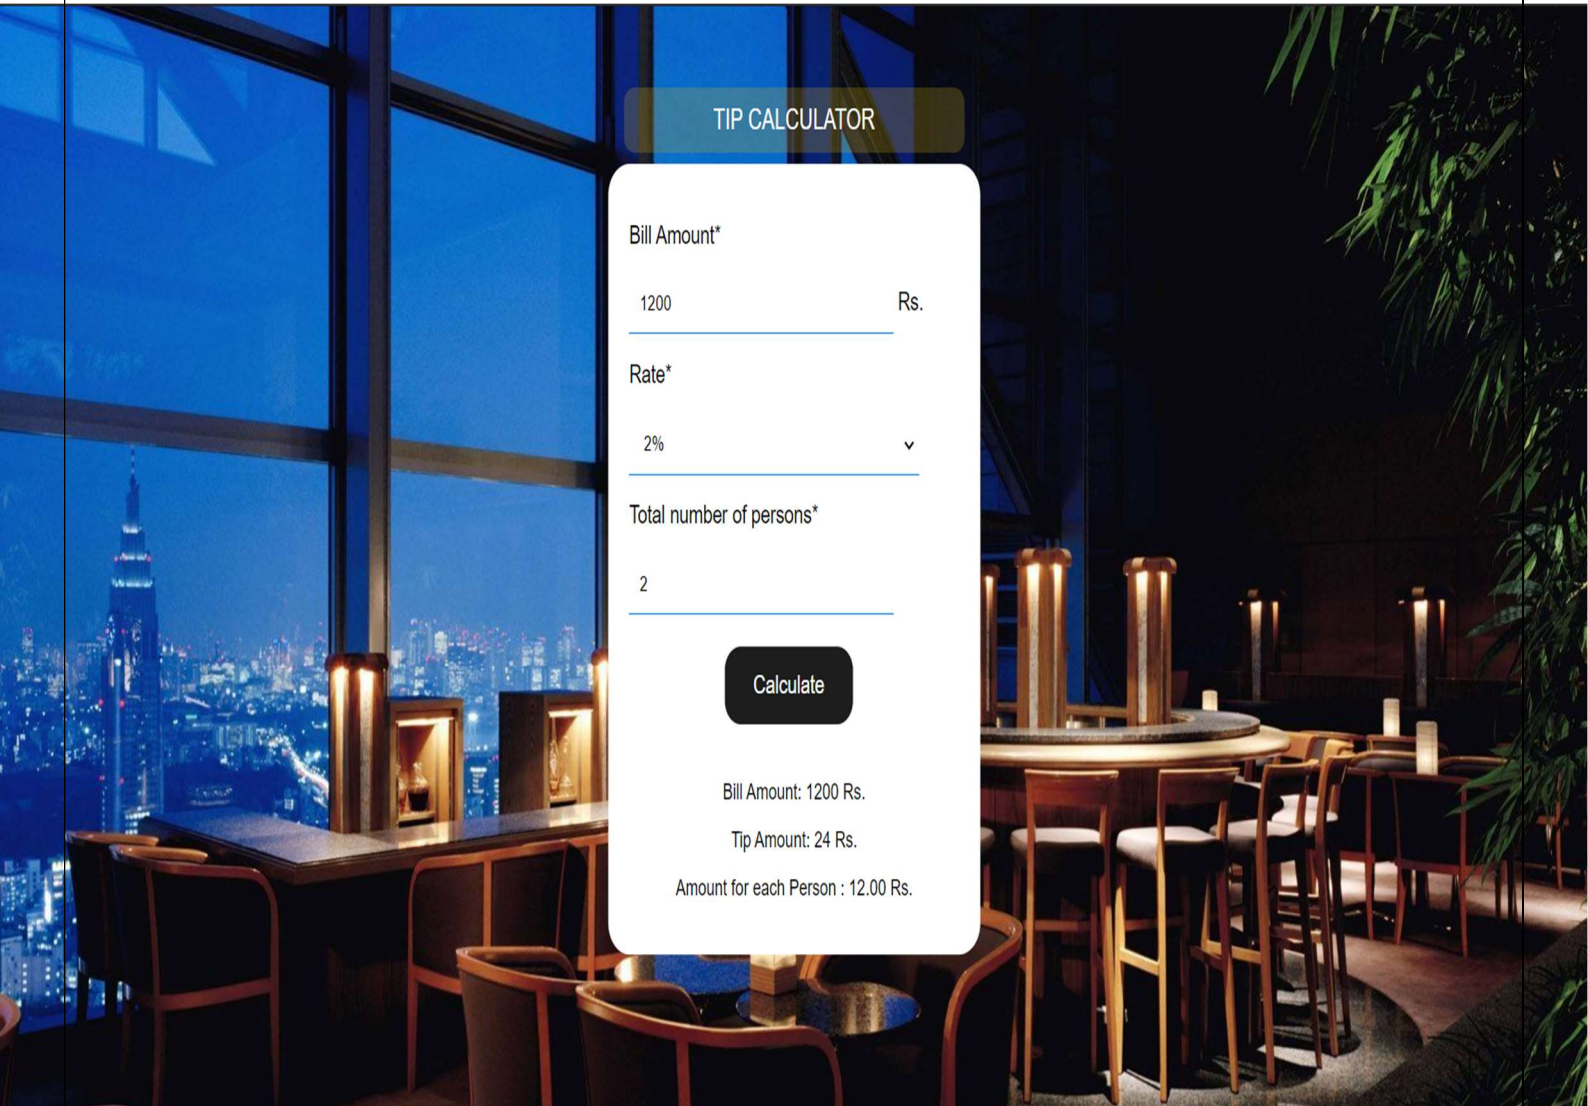 TIP CALCULATOR
Bill Amount*
1200 Rs.
Rate*
2%
Total number of persons*
2
Calculate
Bill Amount: 1200 Rs.
Tip Amount: 24 Rs.
Amount for each Person : 12.00 Rs.